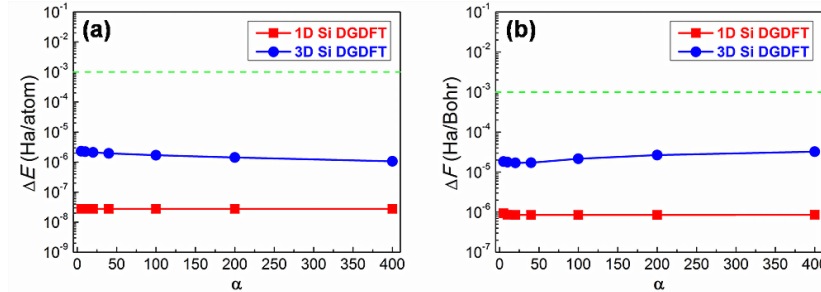 (a)
1D Si DGDFT
3D Si DGDFT
ΔE (Ha/atom)
10⁻¹
10⁻²
10⁻³
10⁻⁴
10⁻⁵
10⁻⁶
10⁻⁷
10⁻⁸
10⁻⁹
0 50 100 150 200 250 300 350 400
α
(b)
1D Si DGDFT
3D Si DGDFT
ΔF (Ha/Bohr)
10⁻¹
10⁻²
10⁻³
10⁻⁴
10⁻⁵
10⁻⁶
10⁻⁷
0 50 100 150 200 250 300 350 400
α